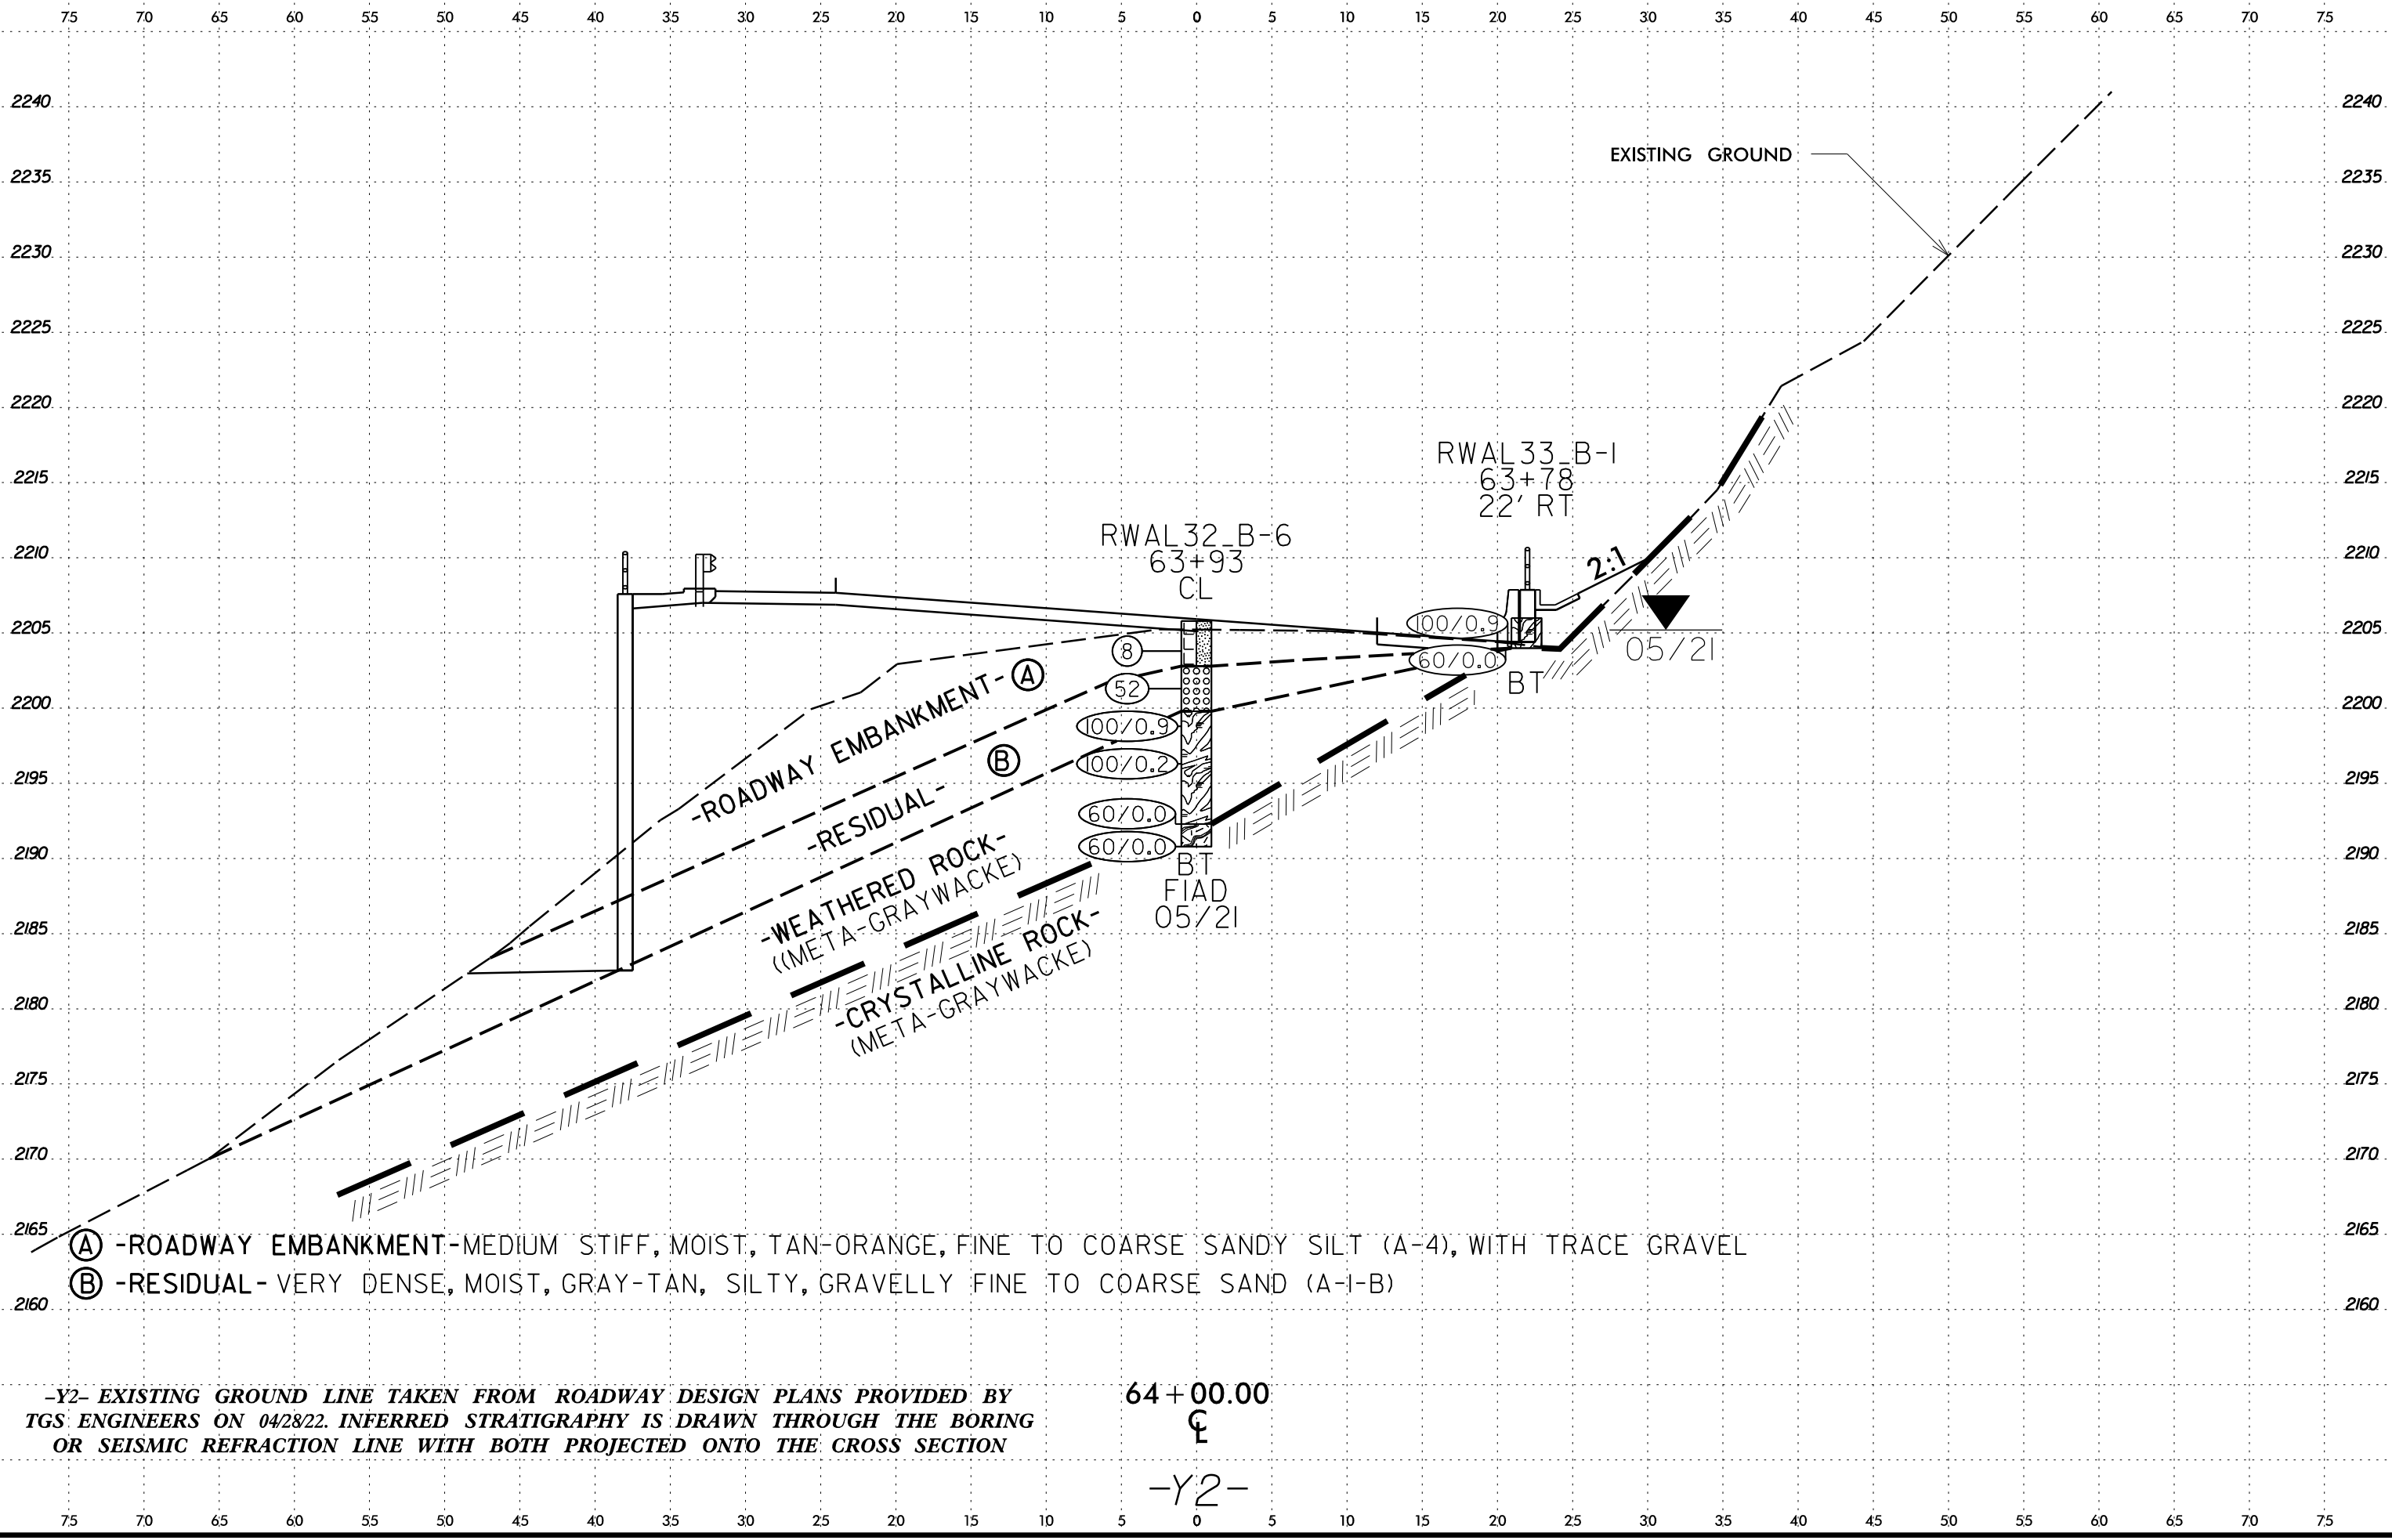 75 70 65 60 55 50 45 40 35 30 25 20 15 10 5 0 5 10 15 20 25 30 35 40 45 50 55 60 65 70 75
2240 2240
EXISTING GROUND
2235 2235
2230 2230
2225 2225
2220 2220
RWAL33_B-1
63+78
22' RT
2215 2215
RWAL32_B-6
63+93
CL
2210 2210
2:1
100/0.9
2205 2205
05/21
8
60/0.0
BT
-ROADWAY EMBANKMENT- A
52
2200 2200
100/0.9
B
100/0.2
2195 2195
-RESIDUAL-
60/0.0
60/0.0
2190 2190
BT
FIAD
05/21
-WEATHERED ROCK-
((META-GRAYWACKE)
2185 2185
-CRYSTALLINE ROCK-
(META-GRAYWACKE)
2180 2180
2175 2175
2170 2170
2165 2165
A -ROADWAY EMBANKMENT-MEDIUM STIFF, MOIST, TAN-ORANGE, FINE TO COARSE SANDY SILT (A-4), WITH TRACE GRAVEL
B -RESIDUAL- VERY DENSE, MOIST, GRAY-TAN, SILTY, GRAVELLY FINE TO COARSE SAND (A-1-B)
2160 2160
-Y2- EXISTING GROUND LINE TAKEN FROM ROADWAY DESIGN PLANS PROVIDED BY
TGS ENGINEERS ON 04/28/22. INFERRED STRATIGRAPHY IS DRAWN THROUGH THE BORING
OR SEISMIC REFRACTION LINE WITH BOTH PROJECTED ONTO THE CROSS SECTION
64+00.00
℄
-Y2-
75 70 65 60 55 50 45 40 35 30 25 20 15 10 5 0 5 10 15 20 25 30 35 40 45 50 55 60 65 70 75